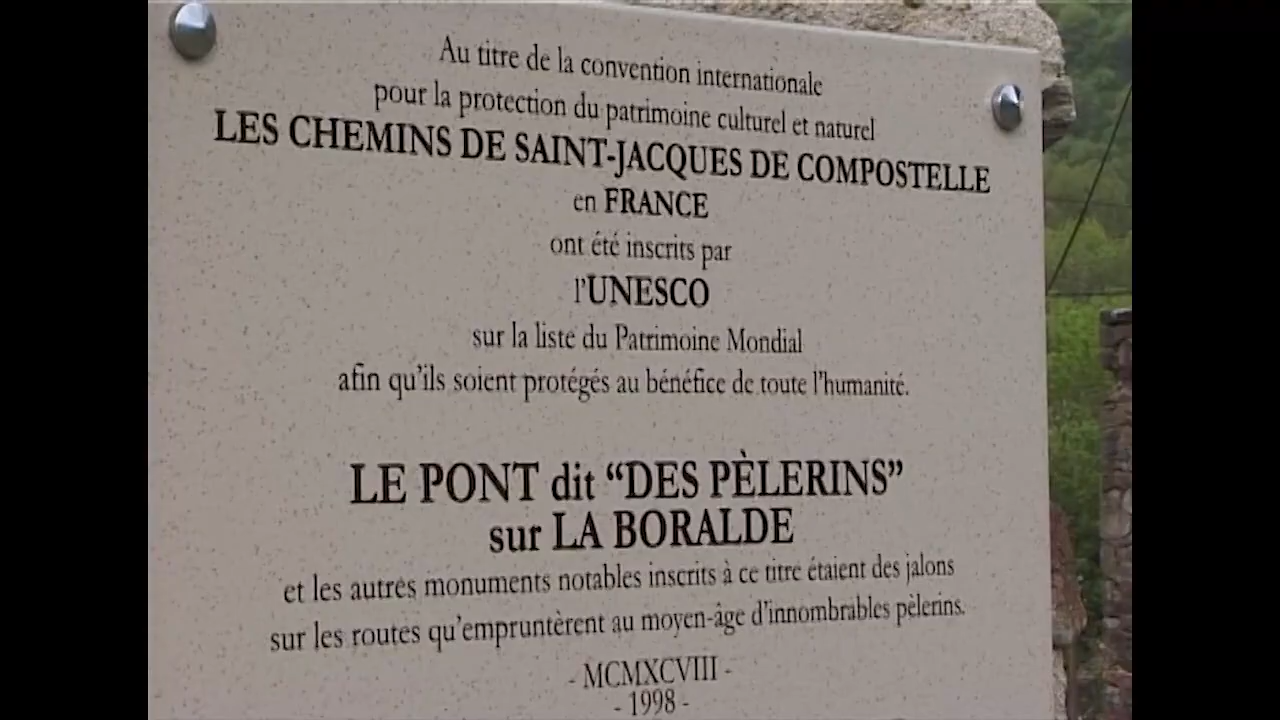 Au titre de la convention internationale
pour la protection du patrimoine culturel et naturel
LES CHEMINS DE SAINT-JACQUES DE COMPOSTELLE
en FRANCE
ont été inscrits par
l'UNESCO
sur la liste du Patrimoine Mondial
afin qu'ils soient protégés au bénéfice de toute l'humanité.
LE PONT dit “DES PÈLERINS”
sur LA BORALDE
et les autres monuments notables inscrits à ce titre étaient des jalons
sur les routes qu'empruntèrent au moyen-âge d'innombrables pèlerins.
- MCMXCVIII -
- 1998 -